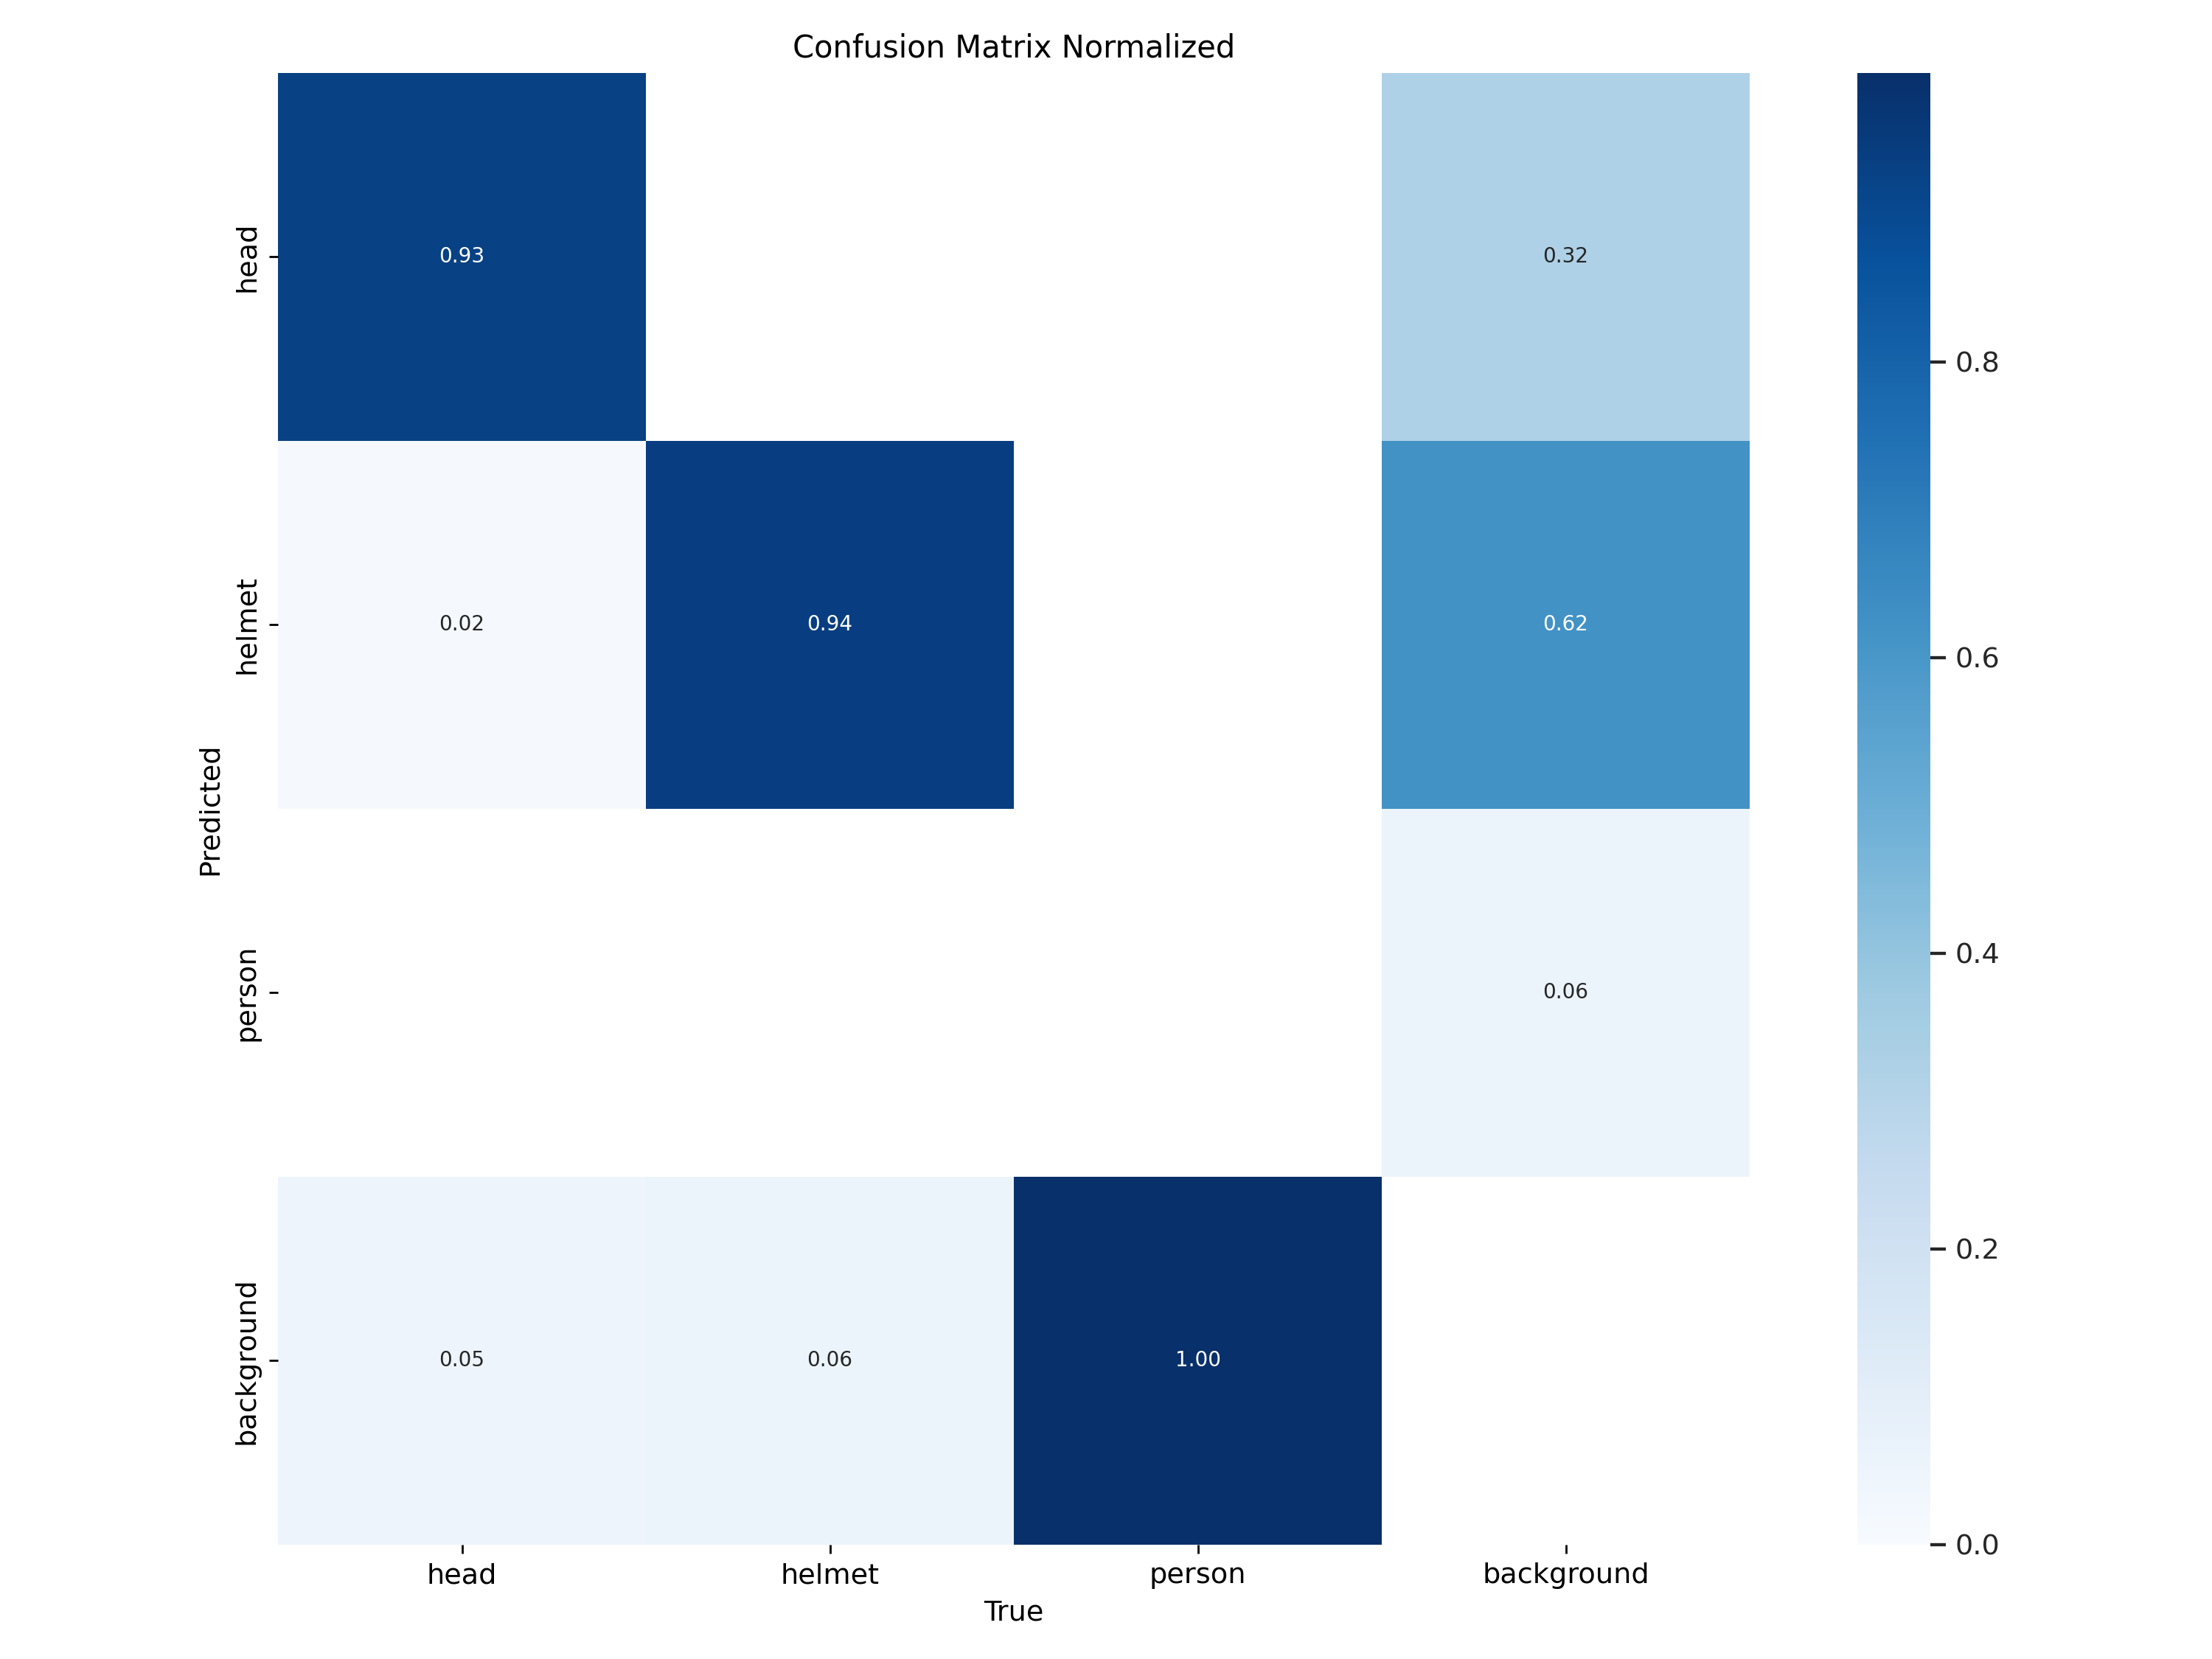 Confusion Matrix Normalized
head
0.93
0.32
0.8
helmet
0.02
0.94
0.62
0.6
Predicted
person
0.06
0.4
background
0.05
0.06
1.00
0.2
0.0
head
helmet
person
background
True